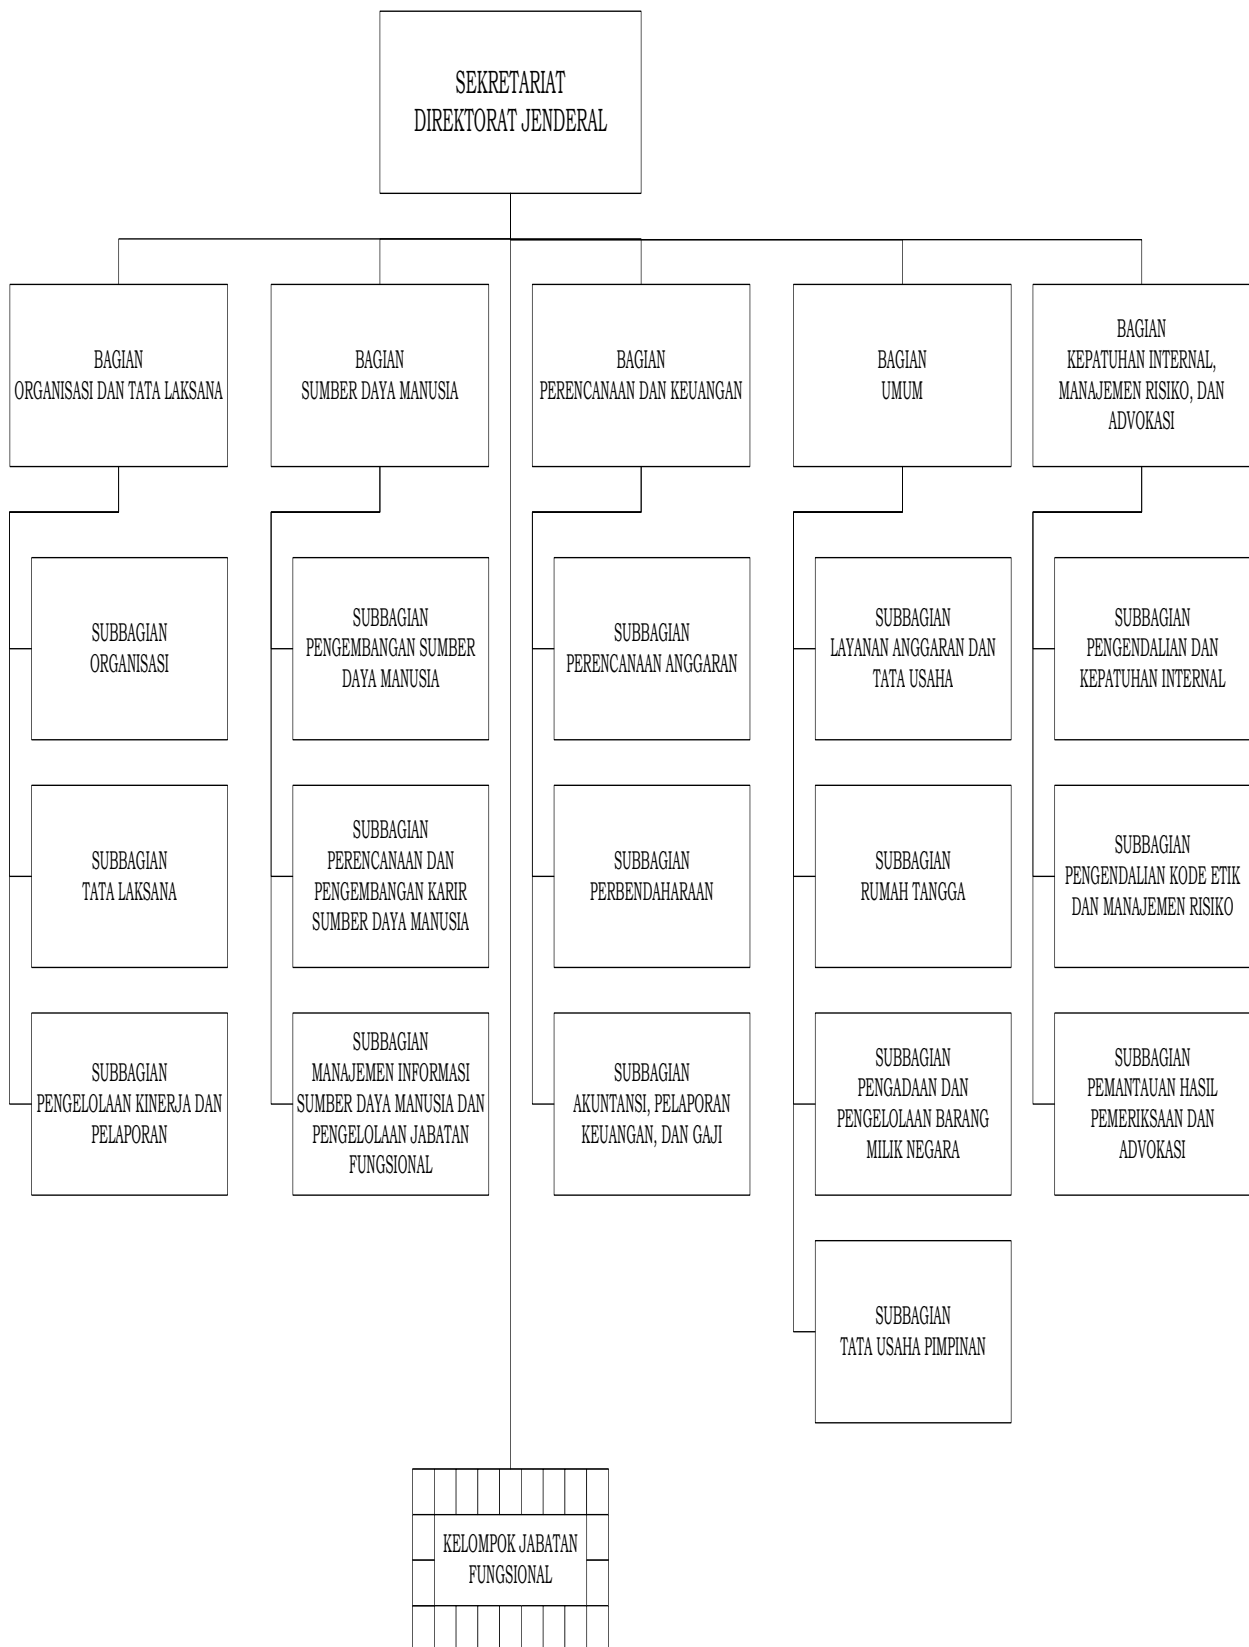 SEKRETARIAT
DIREKTORAT JENDERAL
BAGIAN
ORGANISASI DAN TATA LAKSANA
BAGIAN
SUMBER DAYA MANUSIA
BAGIAN
PERENCANAAN DAN KEUANGAN
BAGIAN
UMUM
BAGIAN
KEPATUHAN INTERNAL,
MANAJEMEN RISIKO, DAN
ADVOKASI
SUBBAGIAN
ORGANISASI
SUBBAGIAN
PENGEMBANGAN SUMBER
DAYA MANUSIA
SUBBAGIAN
PERENCANAAN ANGGARAN
SUBBAGIAN
LAYANAN ANGGARAN DAN
TATA USAHA
SUBBAGIAN
PENGENDALIAN DAN
KEPATUHAN INTERNAL
SUBBAGIAN
TATA LAKSANA
SUBBAGIAN
PERENCANAAN DAN
PENGEMBANGAN KARIR
SUMBER DAYA MANUSIA
SUBBAGIAN
PERBENDAHARAAN
SUBBAGIAN
RUMAH TANGGA
SUBBAGIAN
PENGENDALIAN KODE ETIK
DAN MANAJEMEN RISIKO
SUBBAGIAN
PENGELOLAAN KINERJA DAN
PELAPORAN
SUBBAGIAN
MANAJEMEN INFORMASI
SUMBER DAYA MANUSIA DAN
PENGELOLAAN JABATAN
FUNGSIONAL
SUBBAGIAN
AKUNTANSI, PELAPORAN
KEUANGAN, DAN GAJI
SUBBAGIAN
PENGADAAN DAN
PENGELOLAAN BARANG
MILIK NEGARA
SUBBAGIAN
PEMANTAUAN HASIL
PEMERIKSAAN DAN
ADVOKASI
SUBBAGIAN
TATA USAHA PIMPINAN
KELOMPOK JABATAN
FUNGSIONAL